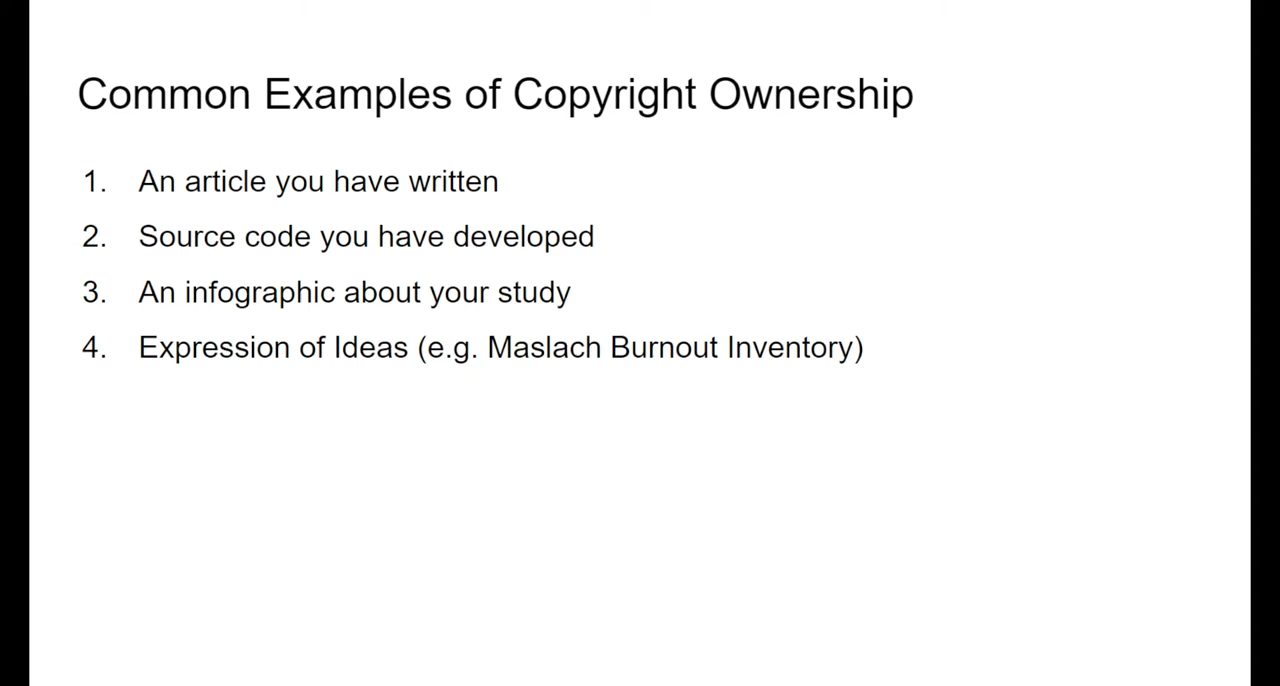 Common Examples of Copyright Ownership
1. An article you have written
2. Source code you have developed
3. An infographic about your study
4. Expression of Ideas (e.g. Maslach Burnout Inventory)